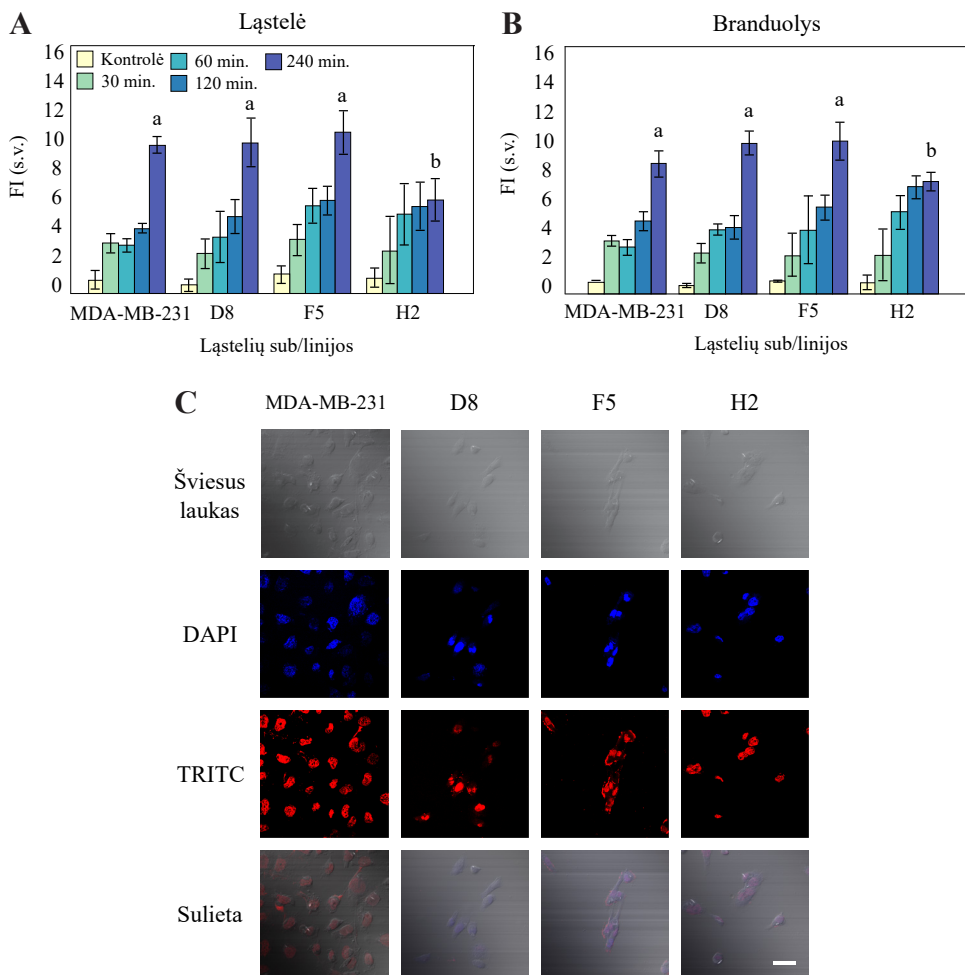 A
Ląstelė
16
14
12
10
8
6
4
2
0
FI (s.v.)
Kontrolė
30 min.
60 min.
120 min.
240 min.
a
a
a
b
MDA-MB-231
D8
F5
H2
Ląstelių sub/linijos
B
Branduolys
16
14
12
10
8
6
4
2
0
FI (s.v.)
a
a
a
b
MDA-MB-231
D8
F5
H2
Ląstelių sub/linijos
C
MDA-MB-231
D8
F5
H2
Šviesus
laukas
DAPI
TRITC
Sulieta